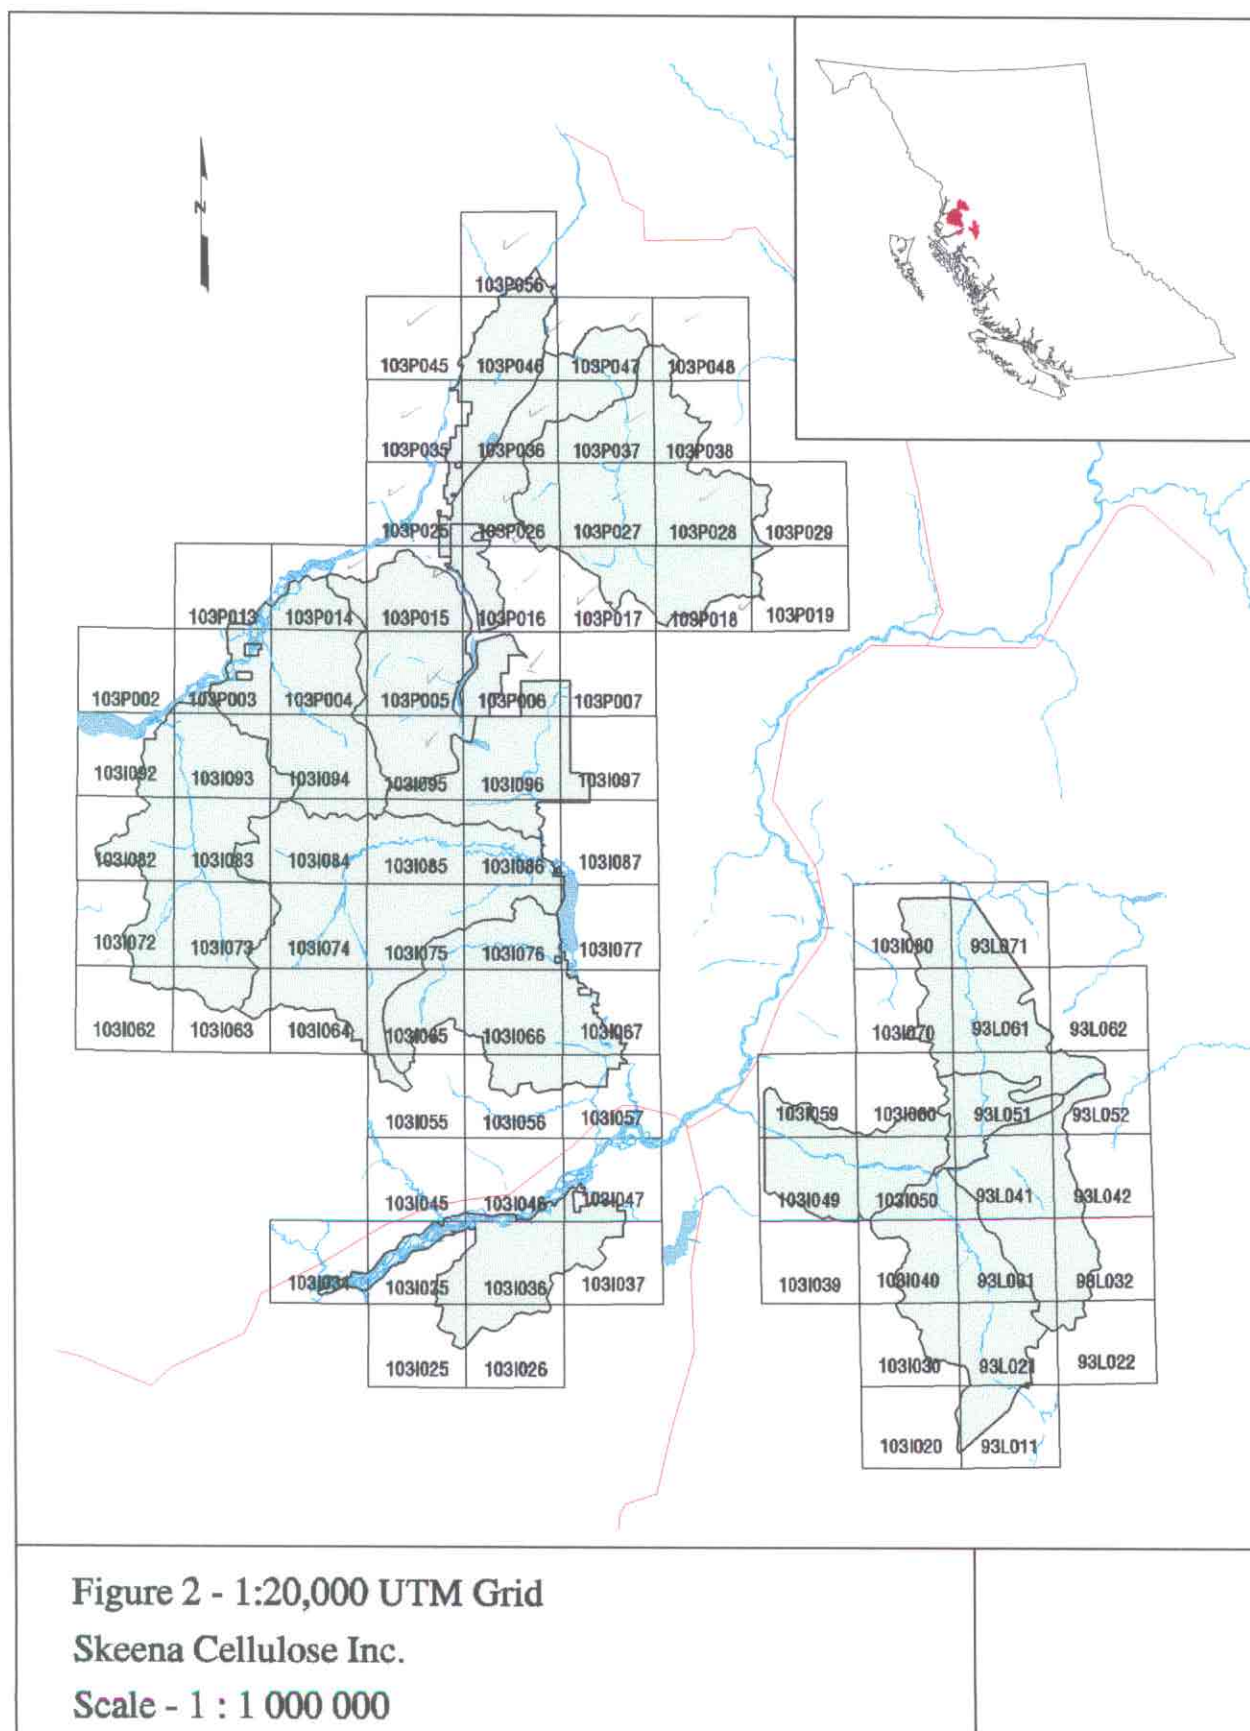 N
103P056
103P045 103P046 103P047 103P048
103P035 103P036 103P037 103P038
103P025 103P026 103P027 103P028 103P029
103P013 103P014 103P015 103P016 103P017 103P018 103P019
103P002 103P003 103P004 103P005 103P006 103P007
103I092 103I093 103I094 103I095 103I096 103I097
103I082 103I083 103I084 103I085 103I086 103I087
103I072 103I073 103I074 103I075 103I076 103I077 103I080 93L071
103I062 103I063 103I064 103I065 103I066 103I067 103I070 93L061 93L062
103I055 103I056 103I057 103I059 103I060 93L051 93L052
103I045 103I046 103I047 103I049 103I050 93L041 93L042
103I034 103I035 103I036 103I037 103I039 103I040 93L031 93L032
103I025 103I026 103I030 93L021 93L022
103I020 93L011
Figure 2 - 1:20,000 UTM Grid
Skeena Cellulose Inc.
Scale - 1 : 1 000 000